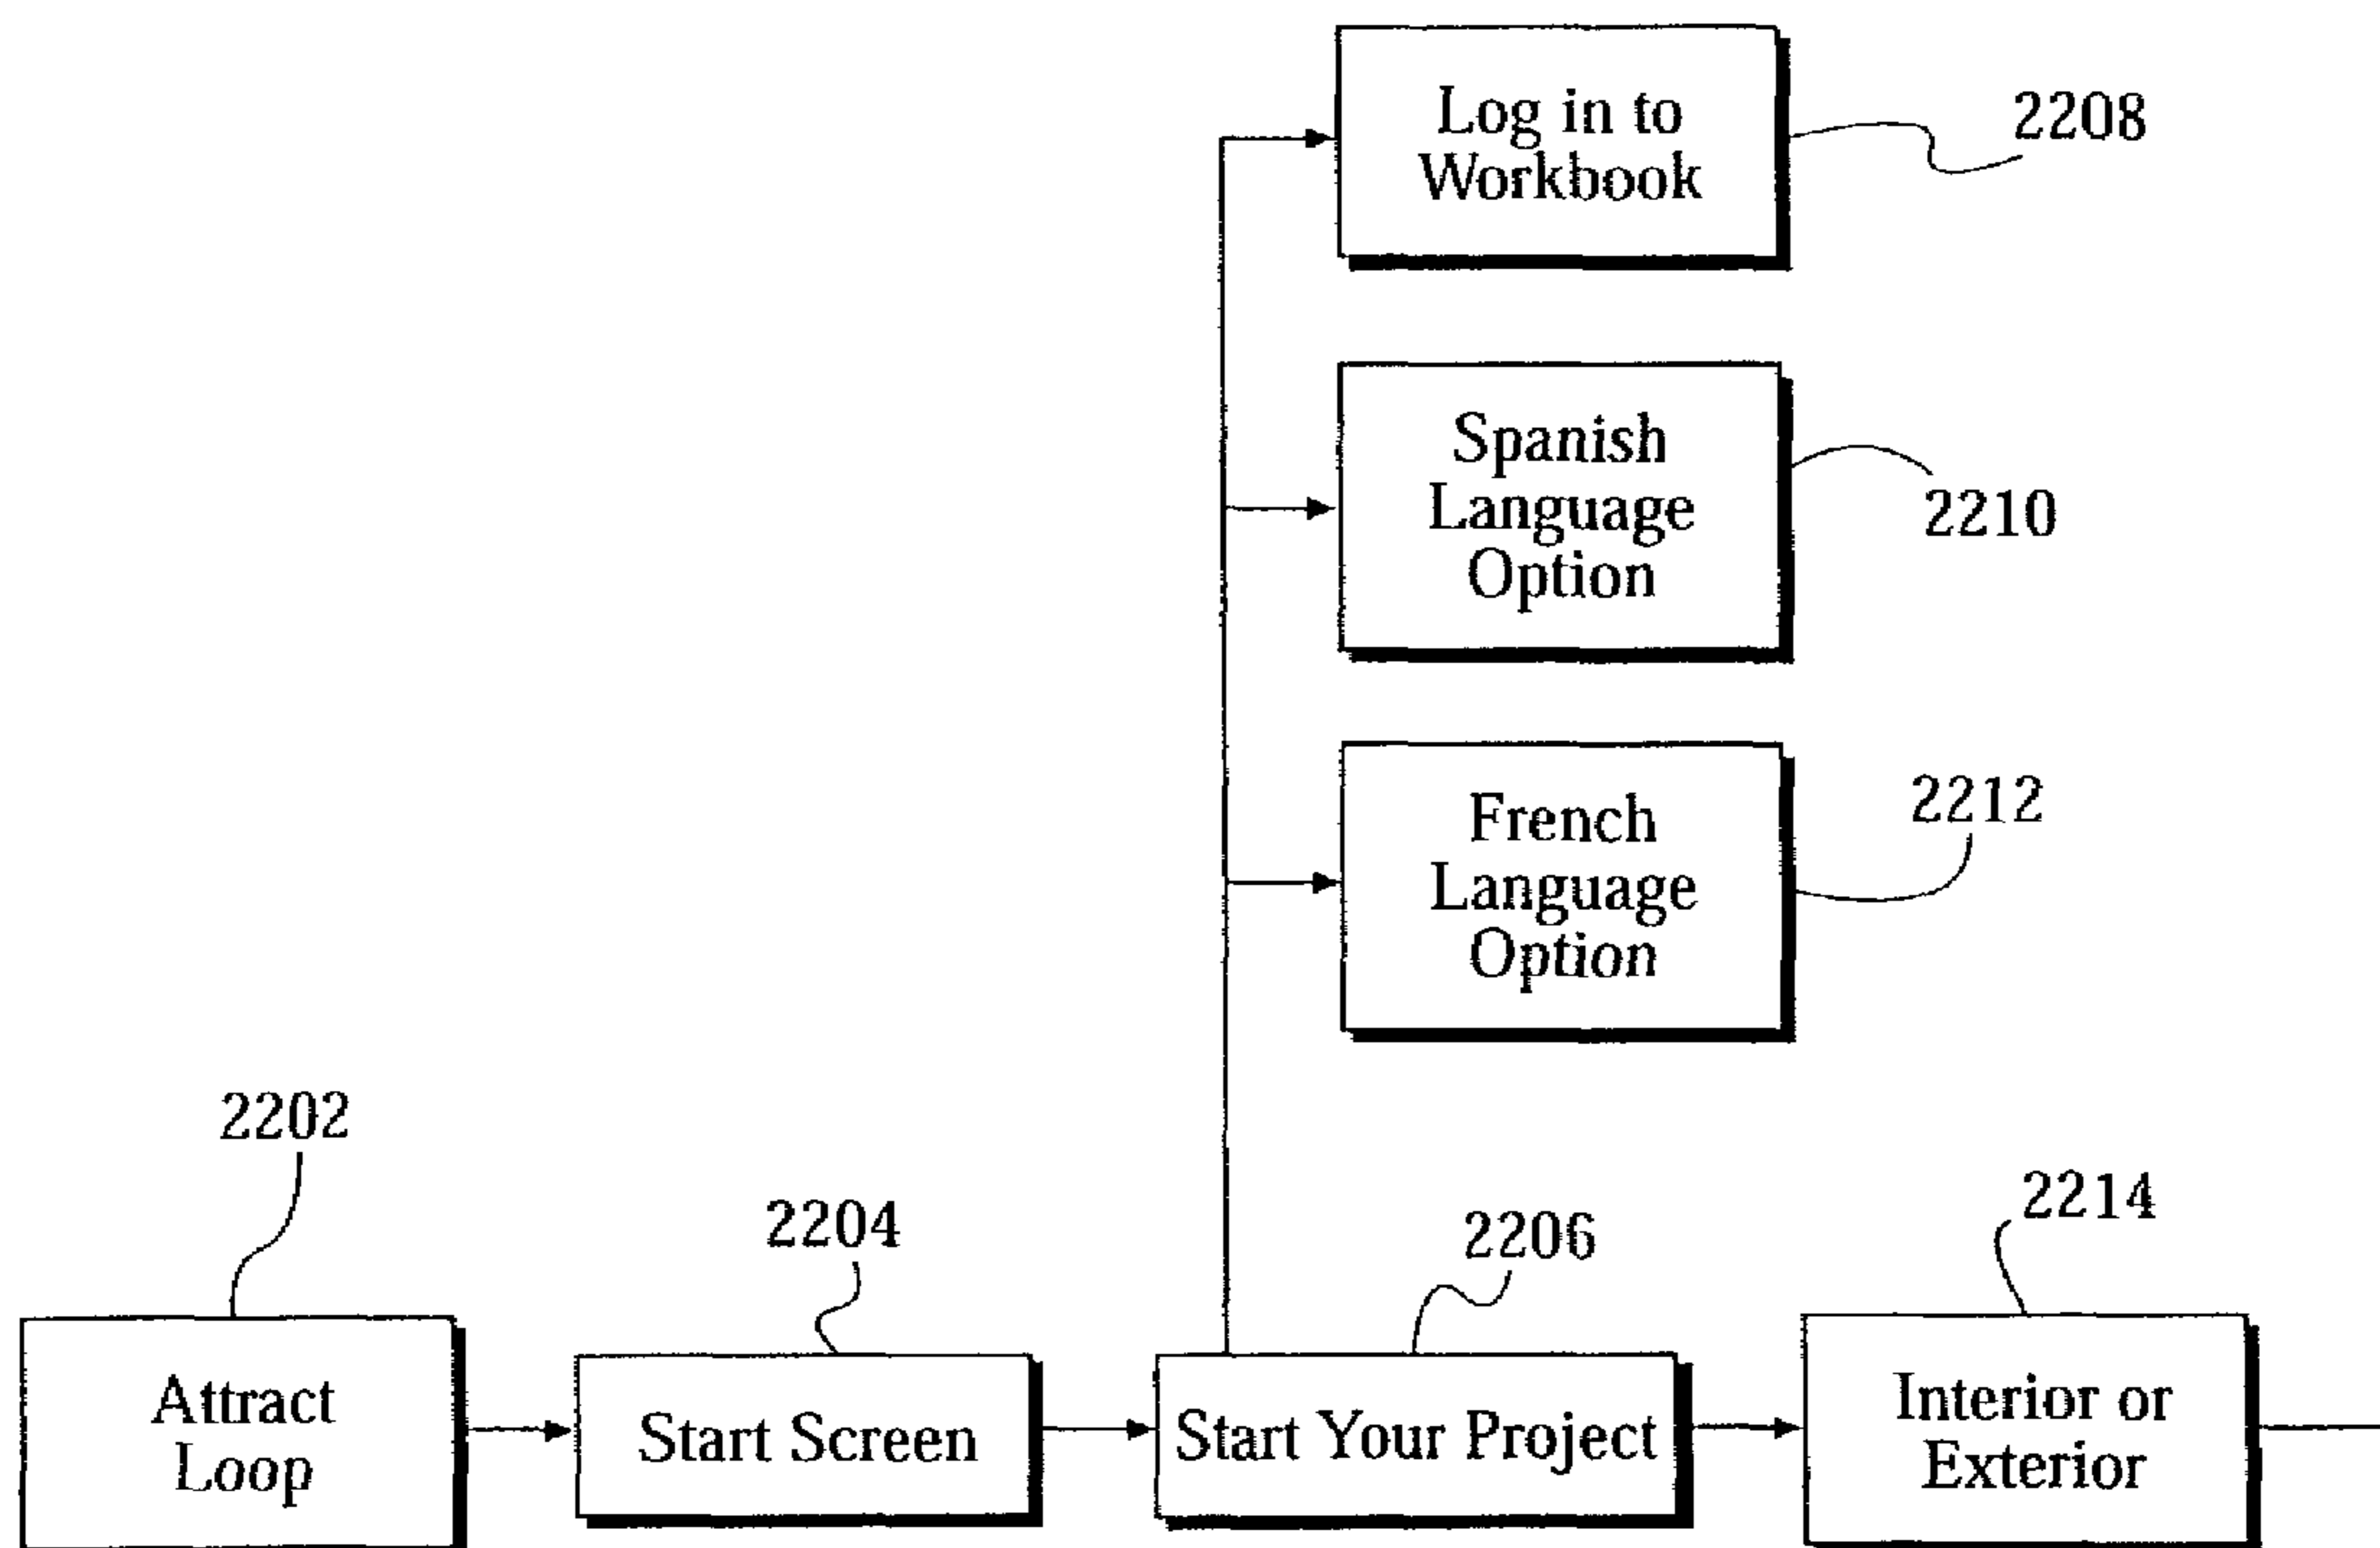 Log in to
Workbook
2208
Spanish
Language
Option
2210
French
Language
Option
2212
2202
2204
2206
2214
Attract
Loop
Start Screen
Start Your Project
Interior or
Exterior